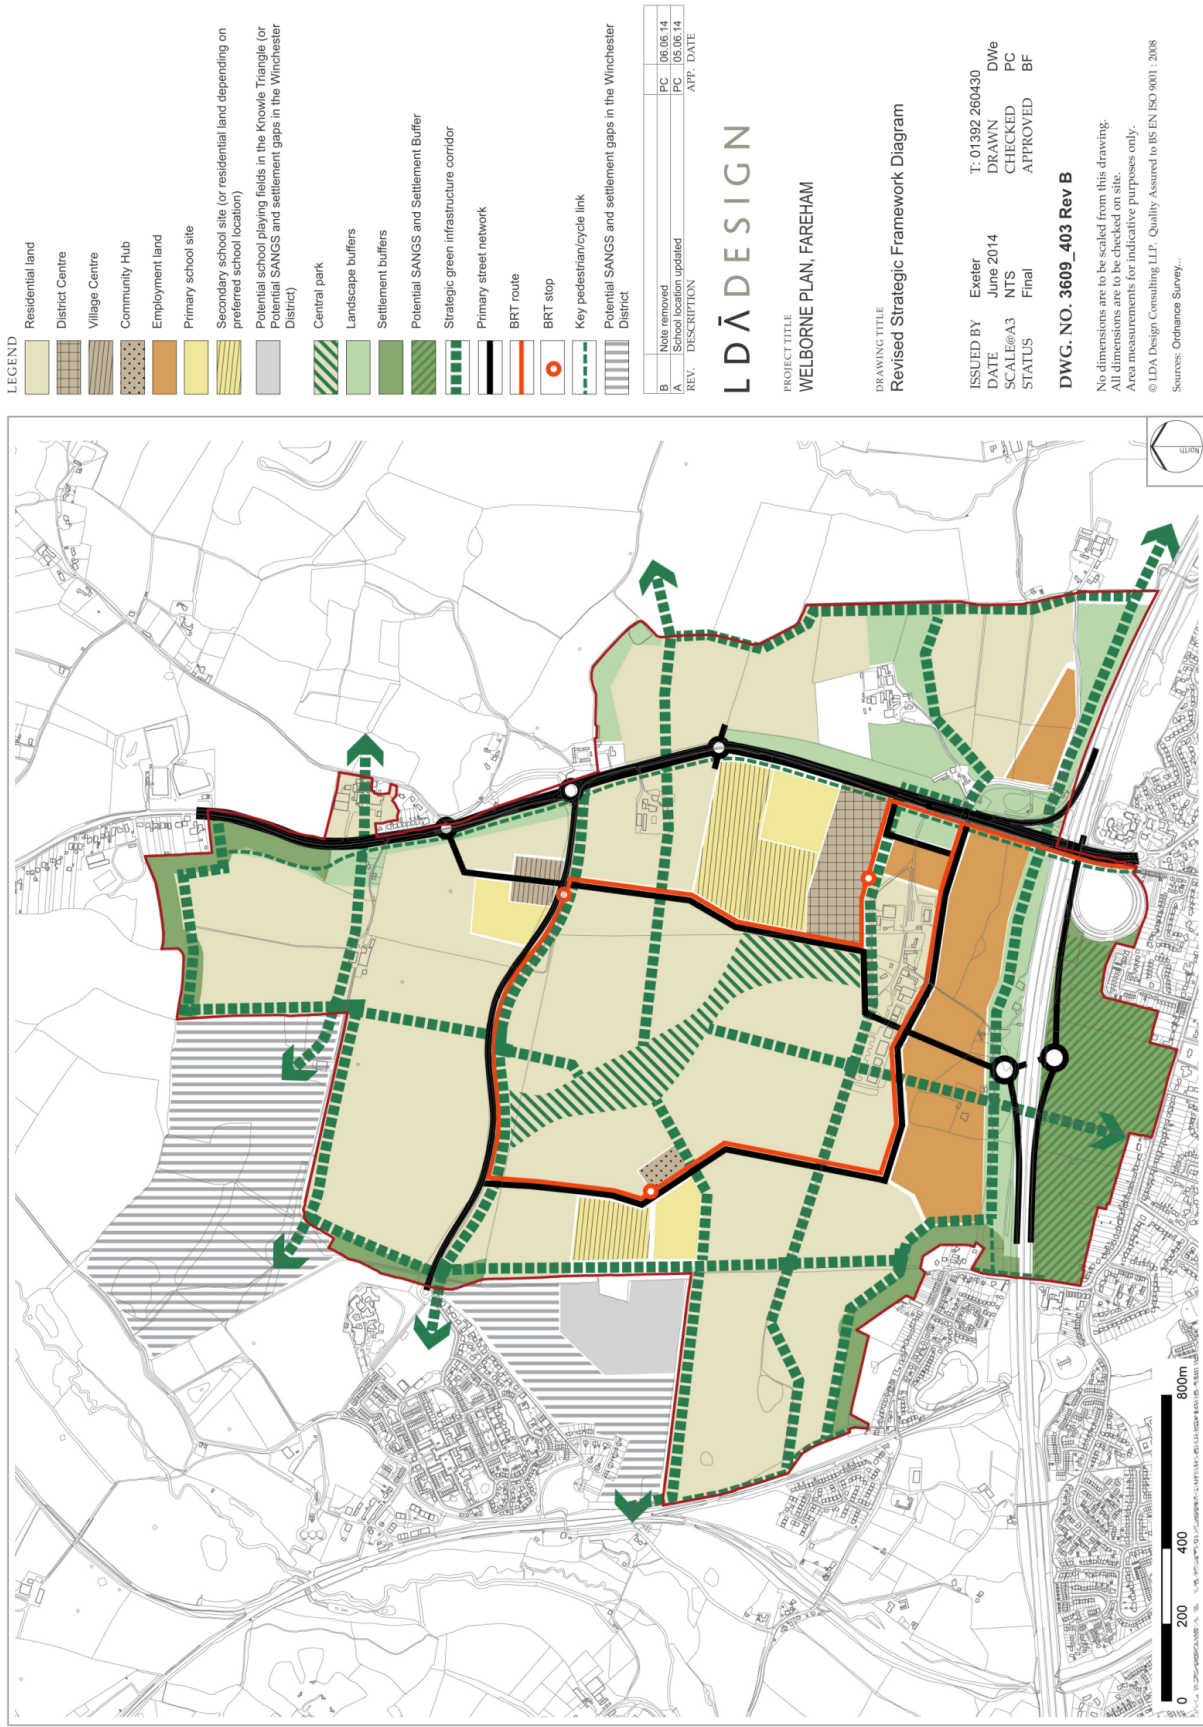 LEGEND
Residential land
District Centre
Village Centre
Community Hub
Employment land
Primary school site
Secondary school site (or residential land depending on
preferred school location)
Potential school playing fields in the Knowle Triangle (or
Potential SANGS and settlement gaps in the Winchester
District)
Central park
Landscape buffers
Settlement buffers
Potential SANGS and Settlement Buffer
Strategic green infrastructure corridor
Primary street network
BRT route
BRT stop
Key pedestrian/cycle link
Potential SANGS and settlement gaps in the Winchester
District
B Note removed PC 06.06.14
A School location updated PC 05.06.14
REV. DESCRIPTION APP. DATE
LDĀDESIGN
PROJECT TITLE
WELBORNE PLAN, FAREHAM
DRAWING TITLE
Revised Strategic Framework Diagram
ISSUED BY Exeter T: 01392 260430
DATE June 2014 DRAWN DWe
SCALE@A3 NTS CHECKED PC
STATUS Final APPROVED BF
DWG. NO. 3609_403 Rev B
No dimensions are to be scaled from this drawing.
All dimensions are to be checked on site.
Area measurements for indicative purposes only.
© LDA Design Consulting LLP. Quality Assured to BS EN ISO 9001 : 2008
Sources: Ordnance Survey...
North
0 200 400 800m